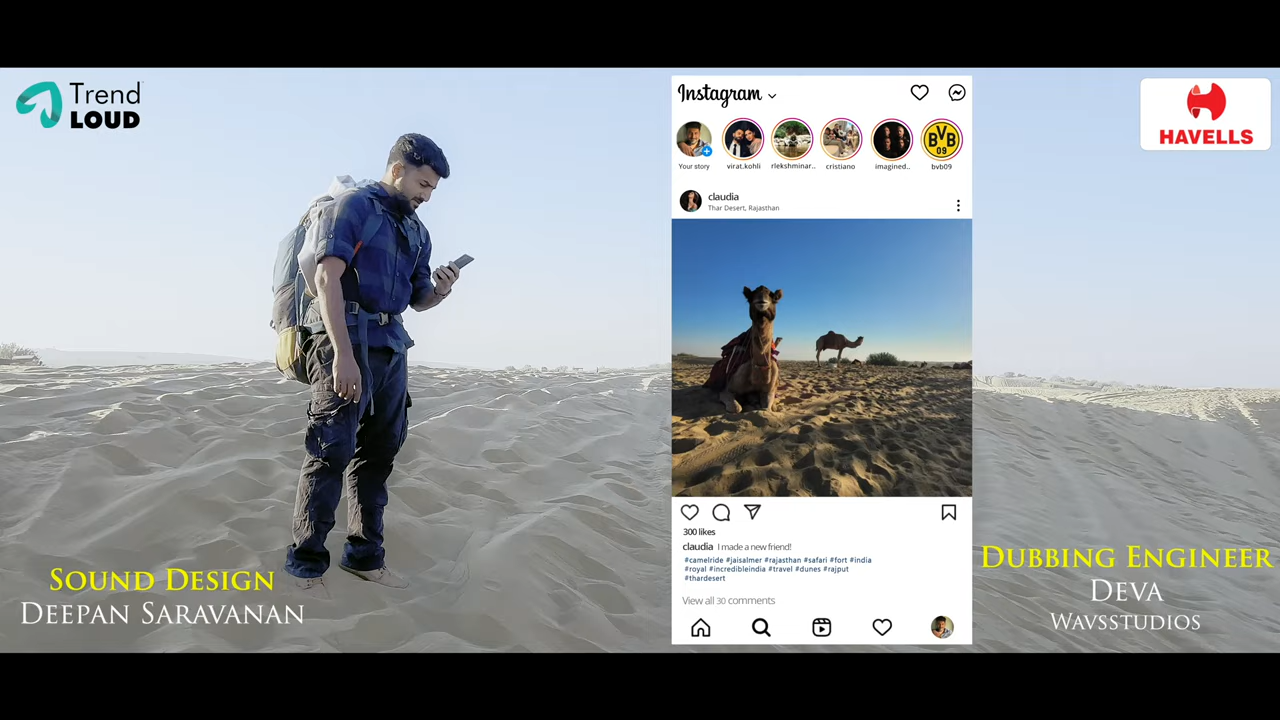 Trend
LOUD
Instagram
HAVELLS
Your story
virat.kohli
rlekshminar..
cristiano
imagined..
BVB
09
bvb09
claudia
Thar Desert, Rajasthan
300 likes
claudia I made a new friend!
#camelride #jaisalmer #rajasthan #safari #fort #india
#royal #incredibleindia #travel #dunes #rajput
#thardesert
View all 30 comments
Sound Design
Deepan Saravanan
Dubbing Engineer
Deva
Wavsstudios